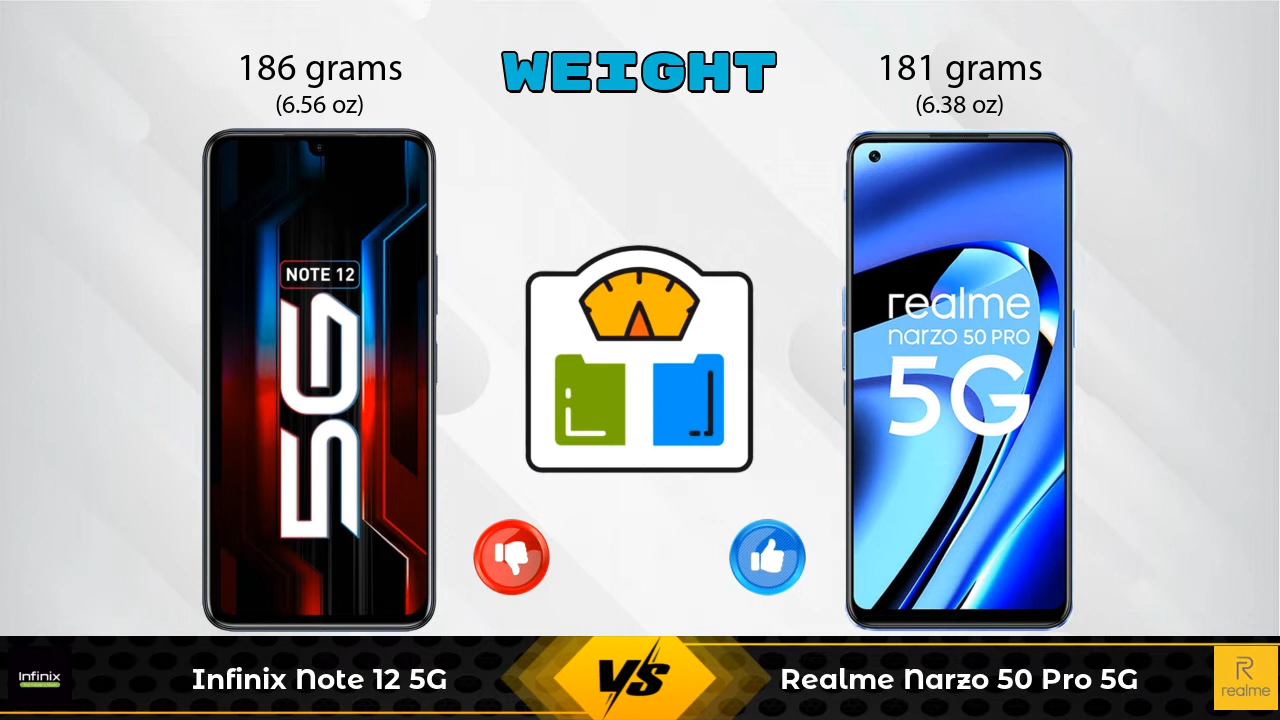 WEIGHT
186 grams
(6.56 oz)
181 grams
(6.38 oz)
NOTE 12
5G
realme
narzo 50 PRO
5G
Infinix
Infinix Note 12 5G
VS
Realme Narzo 50 Pro 5G
R
realme